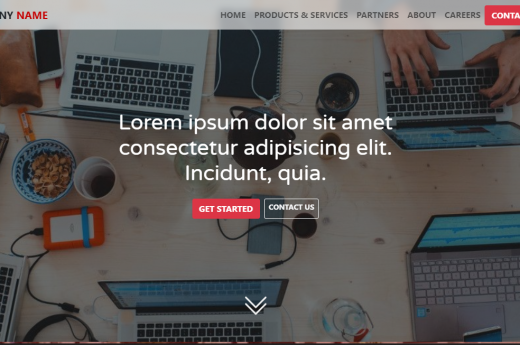 NY NAME
HOME PRODUCTS & SERVICES PARTNERS ABOUT CAREERS CONTA
Lorem ipsum dolor sit amet
consectetur adipisicing elit.
Incidunt, quia.
GET STARTED CONTACT US